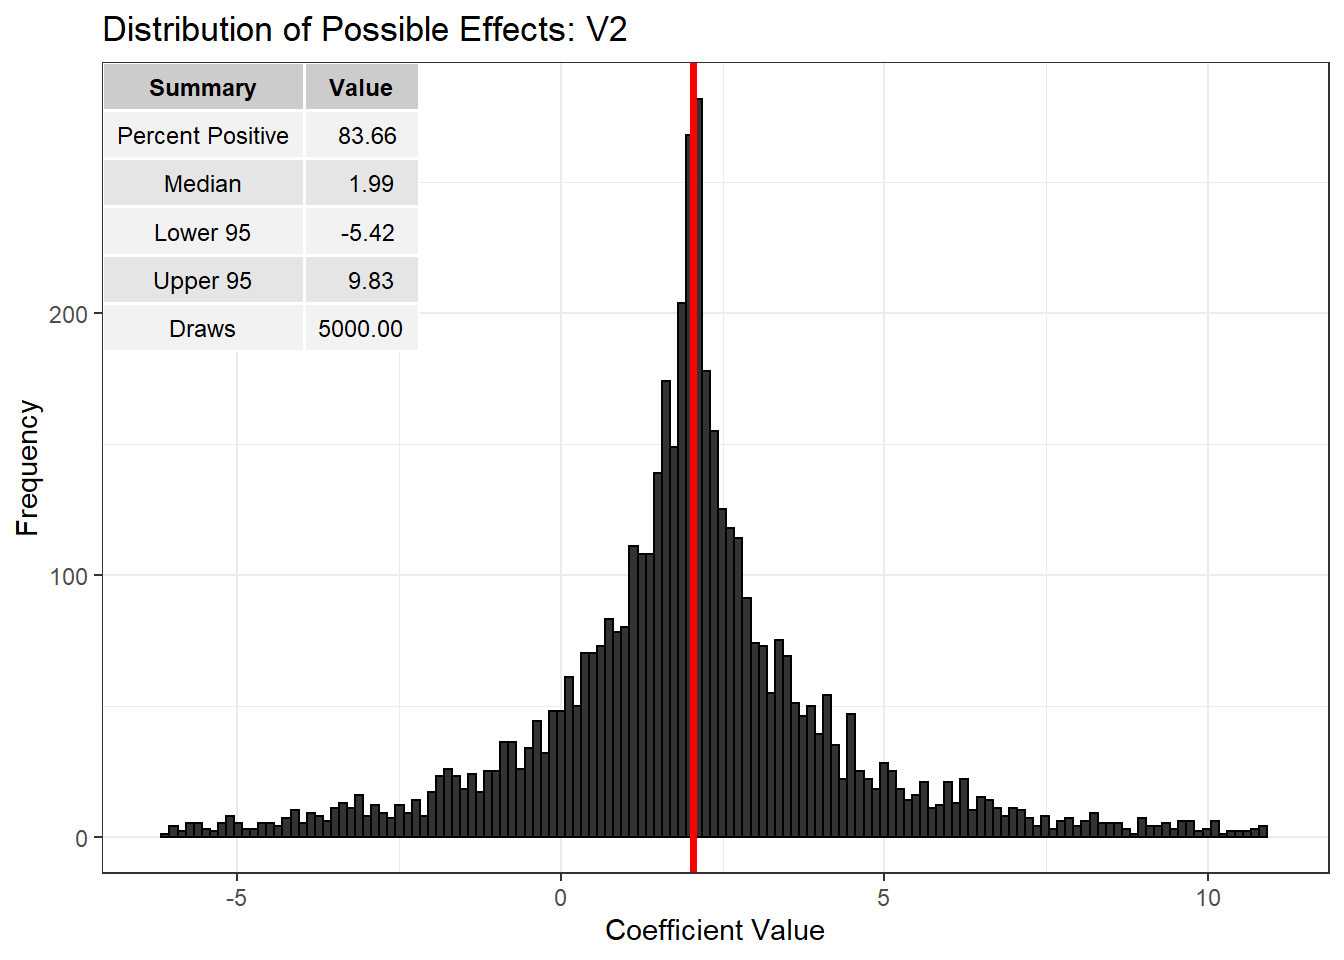 Distribution of Possible Effects: V2
Summary Value
Percent Positive 83.66
Median 1.99
Lower 95 -5.42
Upper 95 9.83
Draws 5000.00
Frequency
200
100
0
-5 0 5 10
Coefficient Value